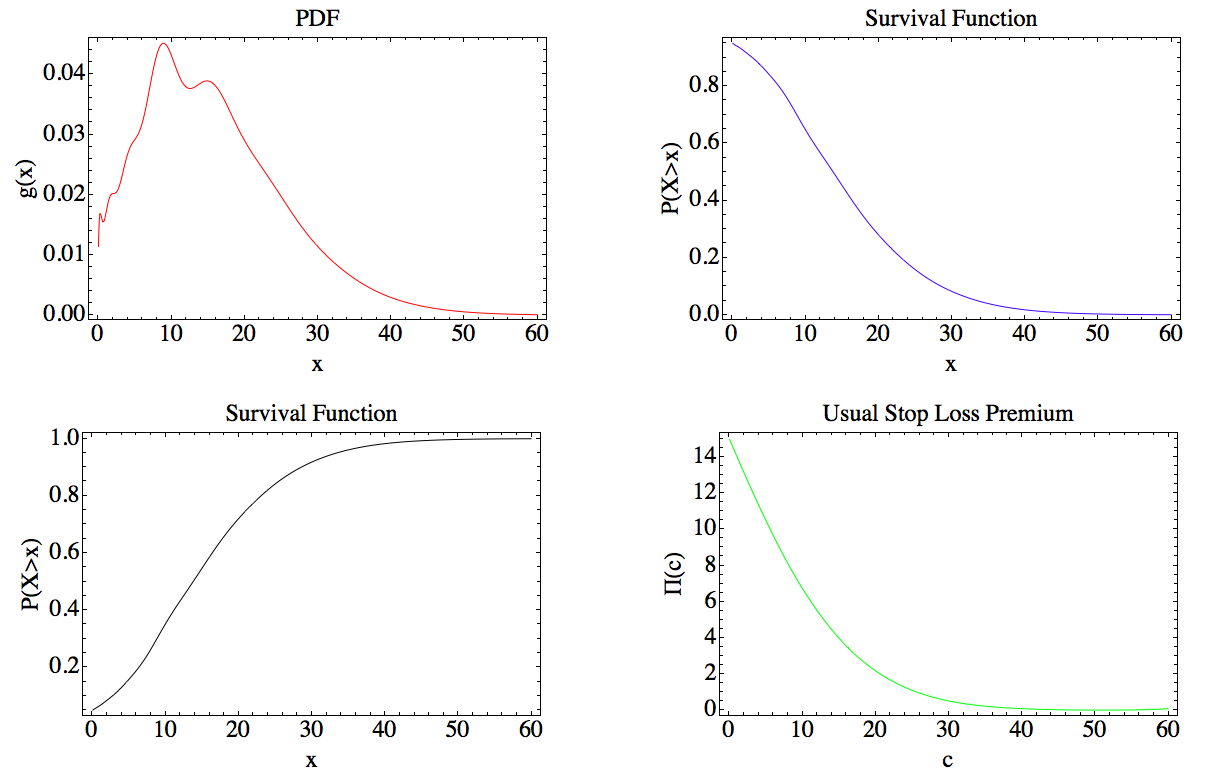 PDF
g(x)
0.04
0.03
0.02
0.01
0.00
0 10 20 30 40 50 60
x
Survival Function
P(X>x)
0.8
0.6
0.4
0.2
0.0
0 10 20 30 40 50 60
x
Survival Function
P(X>x)
1.0
0.8
0.6
0.4
0.2
0 10 20 30 40 50 60
x
Usual Stop Loss Premium
Π(c)
14
12
10
8
6
4
2
0
0 10 20 30 40 50 60
c